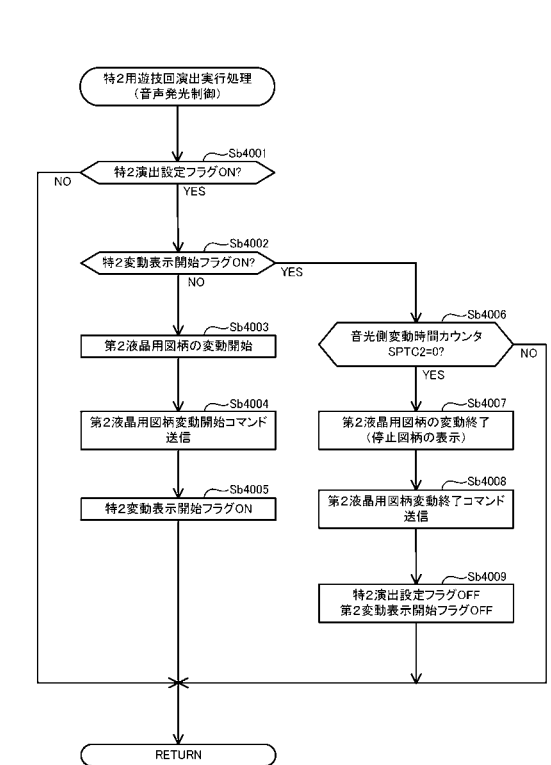 特2用遊技回演出実行処理
（音声発光制御）
Sb4001
特2演出設定フラグON?
NO
YES
Sb4002
特2変動表示開始フラグON?
YES
NO
Sb4003
第2液晶用図柄の変動開始
Sb4004
第2液晶用図柄変動開始コマンド
送信
Sb4005
特2変動表示開始フラグON
Sb4006
音光側変動時間カウンタ
SPTC2=0?
NO
YES
Sb4007
第2液晶用図柄の変動終了
（停止図柄の表示）
Sb4008
第2液晶用図柄変動終了コマンド
送信
Sb4009
特2演出設定フラグOFF
第2変動表示開始フラグOFF
RETURN